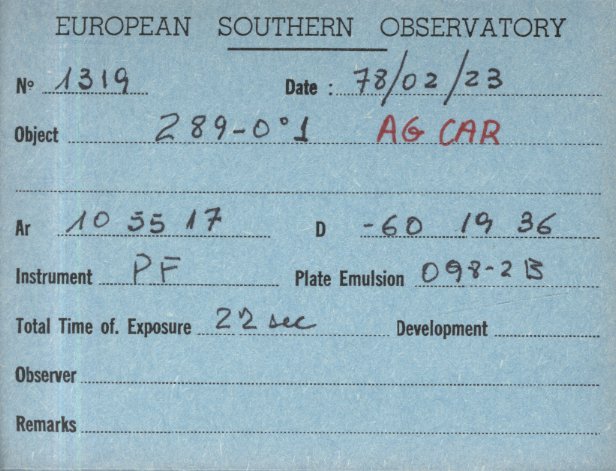 EUROPEAN SOUTHERN OBSERVATORY
Nº 1319 Date : 78/02/23
Object 289-0°1 AG CAR
Ar 10 55 17 D -60 19 36
Instrument PF Plate Emulsion 098-2B
Total Time of. Exposure 22 sec Development
Observer
Remarks